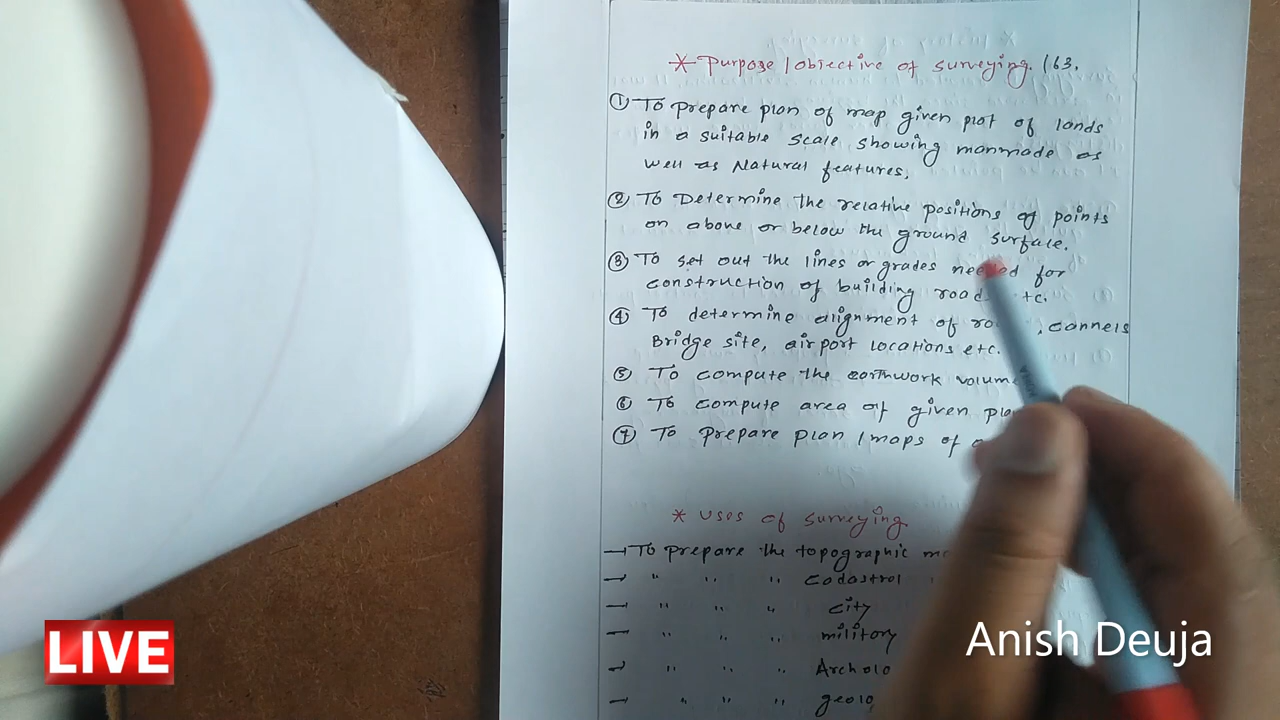 * Purpose / objective of surveying. 163.
① To prepare plan of map given plot of lands
in a suitable scale showing manmade as
well as Natural features.
② To Determine the relative positions of points
on above or below the ground surface.
③ To set out the lines or grades needed for
construction of building road etc.
④ To determine alignment of , cannels
Bridge site, airport locations etc.
⑤ To compute the earthwork volume
⑥ To compute area of given
⑦ To prepare plan / maps of
* Uses of surveying
→ To prepare the topographic
→ " " " Cadastral
→ " " " city
→ " " " military
→ " " "
→ " " "
LIVE
Anish Deuja